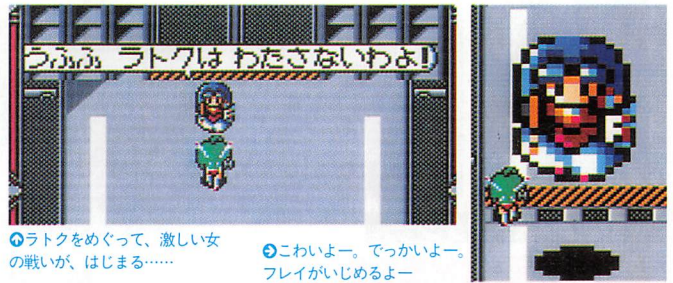 うふふ ラトクは わたさないわよ!
⬆ラトクをめぐって、激しい女
の戦いが、はじまる……
➡こわいよー。でっかいよー。
フレイがいじめるよー